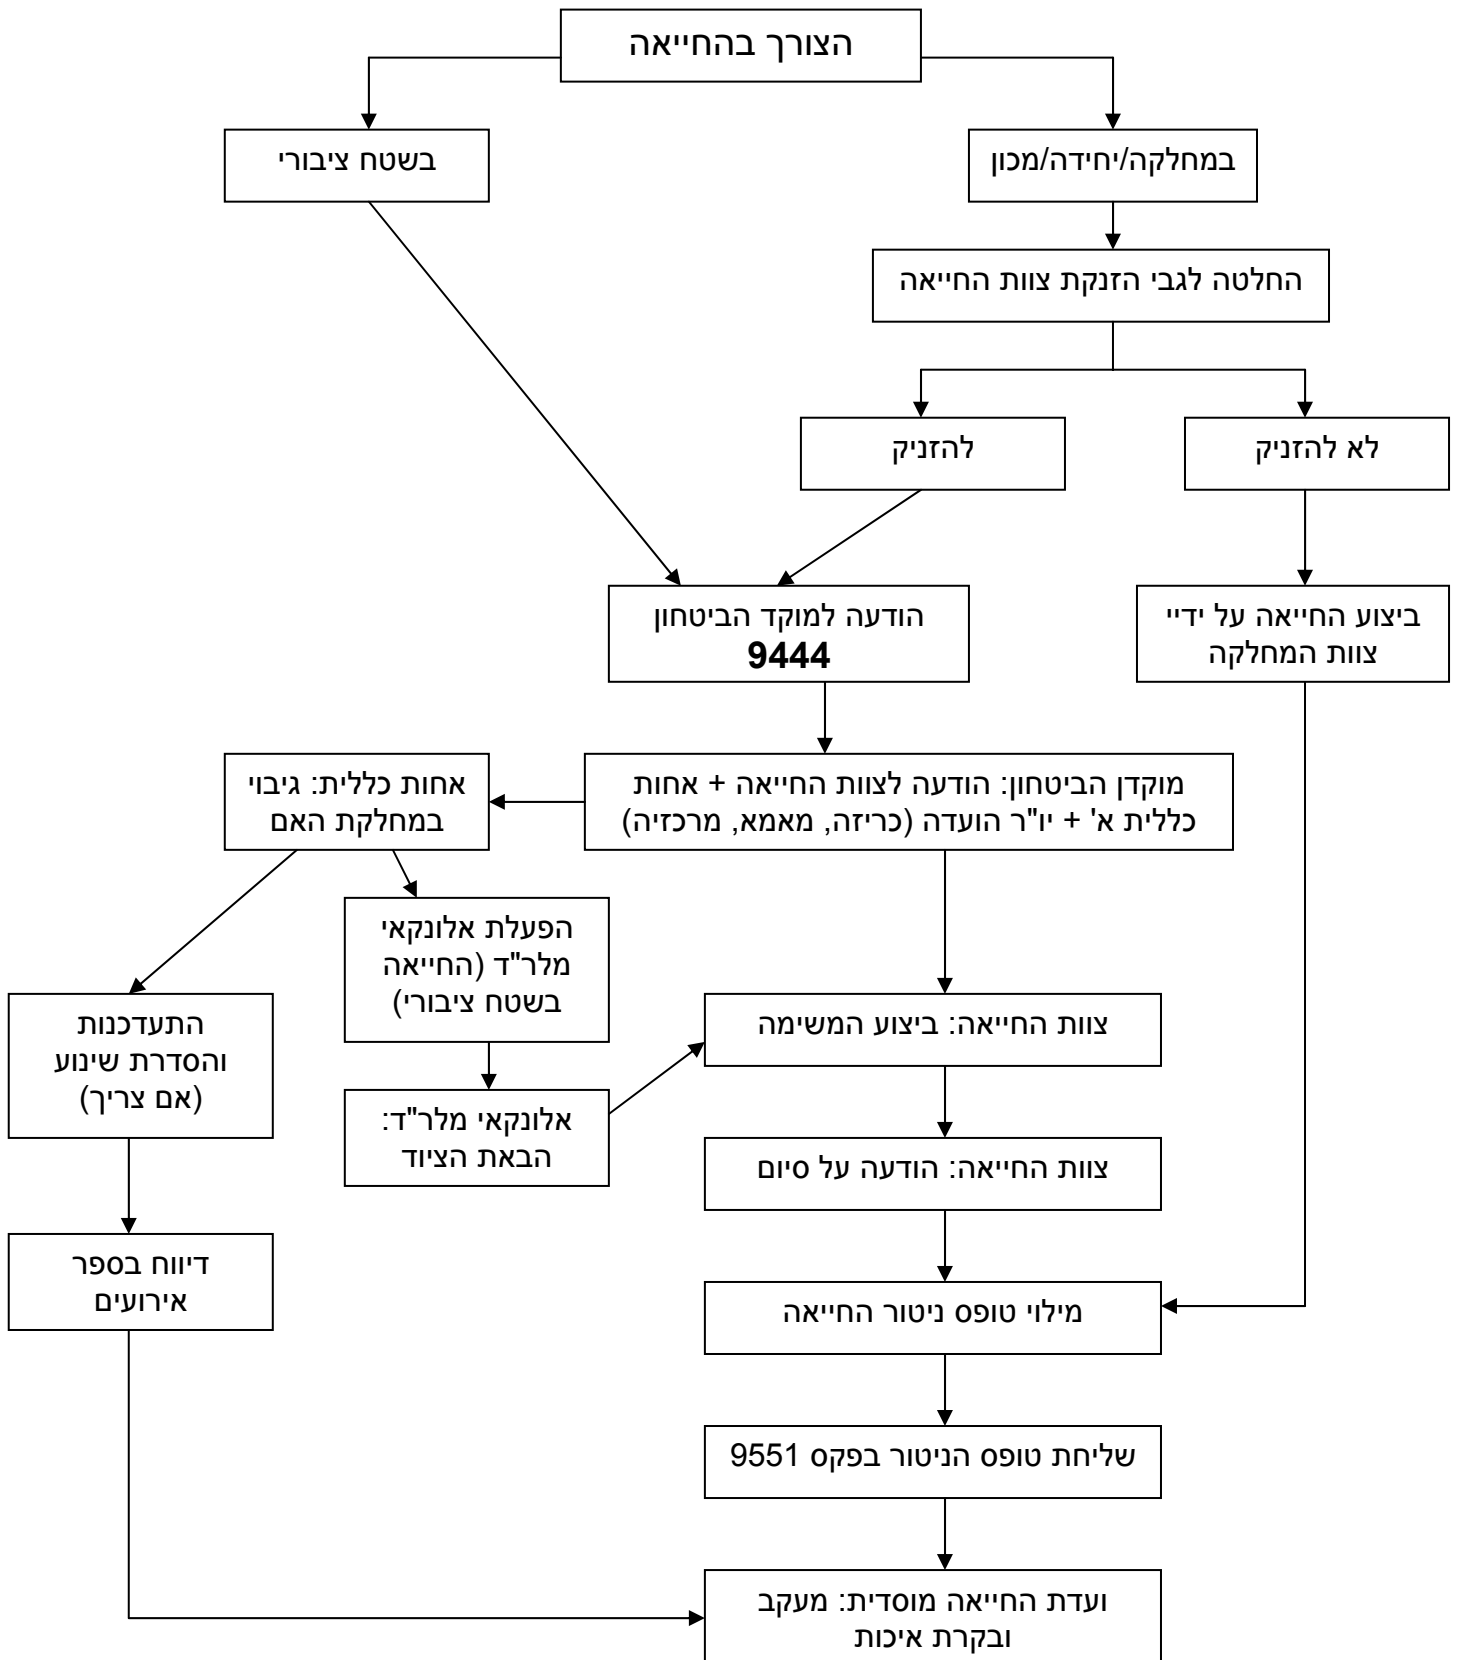 הצורך בהחייאה
במחלקה/יחידה/מכון
בשטח ציבורי
החלטה לגבי הזנקת צוות החייאה
לא להזניק
להזניק
ביצוע החייאה על ידיי
צוות המחלקה
הודעה למוקד הביטחון
9444
מוקדן הביטחון: הודעה לצוות החייאה + אחות
כללית א' + יו"ר הועדה (כריזה, מאמא, מרכזיה)
אחות כללית: גיבוי
במחלקת האם
הפעלת אלונקאי
מלר"ד (החייאה
בשטח ציבורי)
צוות החייאה: ביצוע המשימה
התעדכנות
והסדרת שינוע
(אם צריך)
אלונקאי מלר"ד:
הבאת הציוד
צוות החייאה: הודעה על סיום
דיווח בספר
אירועים
מילוי טופס ניטור החייאה
שליחת טופס הניטור בפקס 9551
ועדת החייאה מוסדית: מעקב
ובקרת איכות